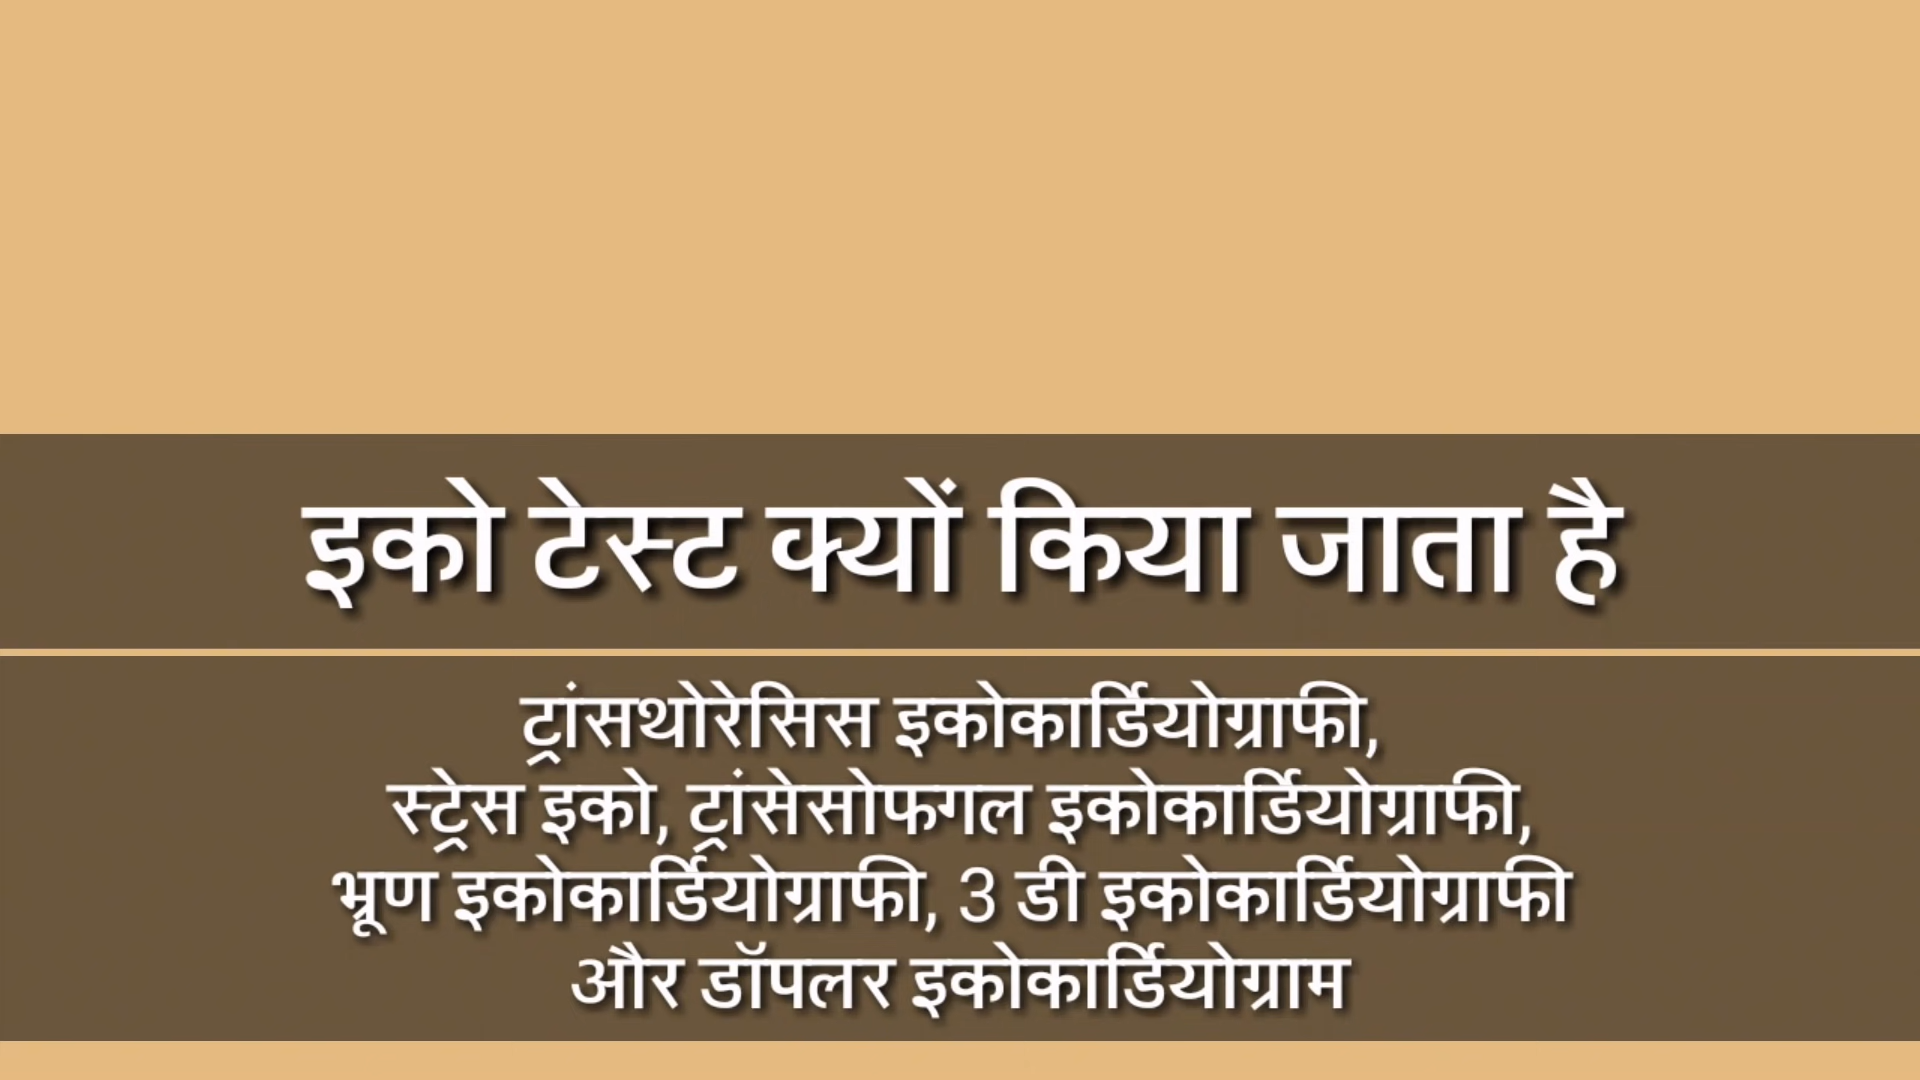 इको टेस्ट क्यों किया जाता है
ट्रांसथोरेसिस इकोकार्डियोग्राफी,
स्ट्रेस इको, ट्रांसेसोफगल इकोकार्डियोग्राफी,
भ्रूण इकोकार्डियोग्राफी, 3 डी इकोकार्डियोग्राफी
और डॉपलर इकोकार्डियोग्राम